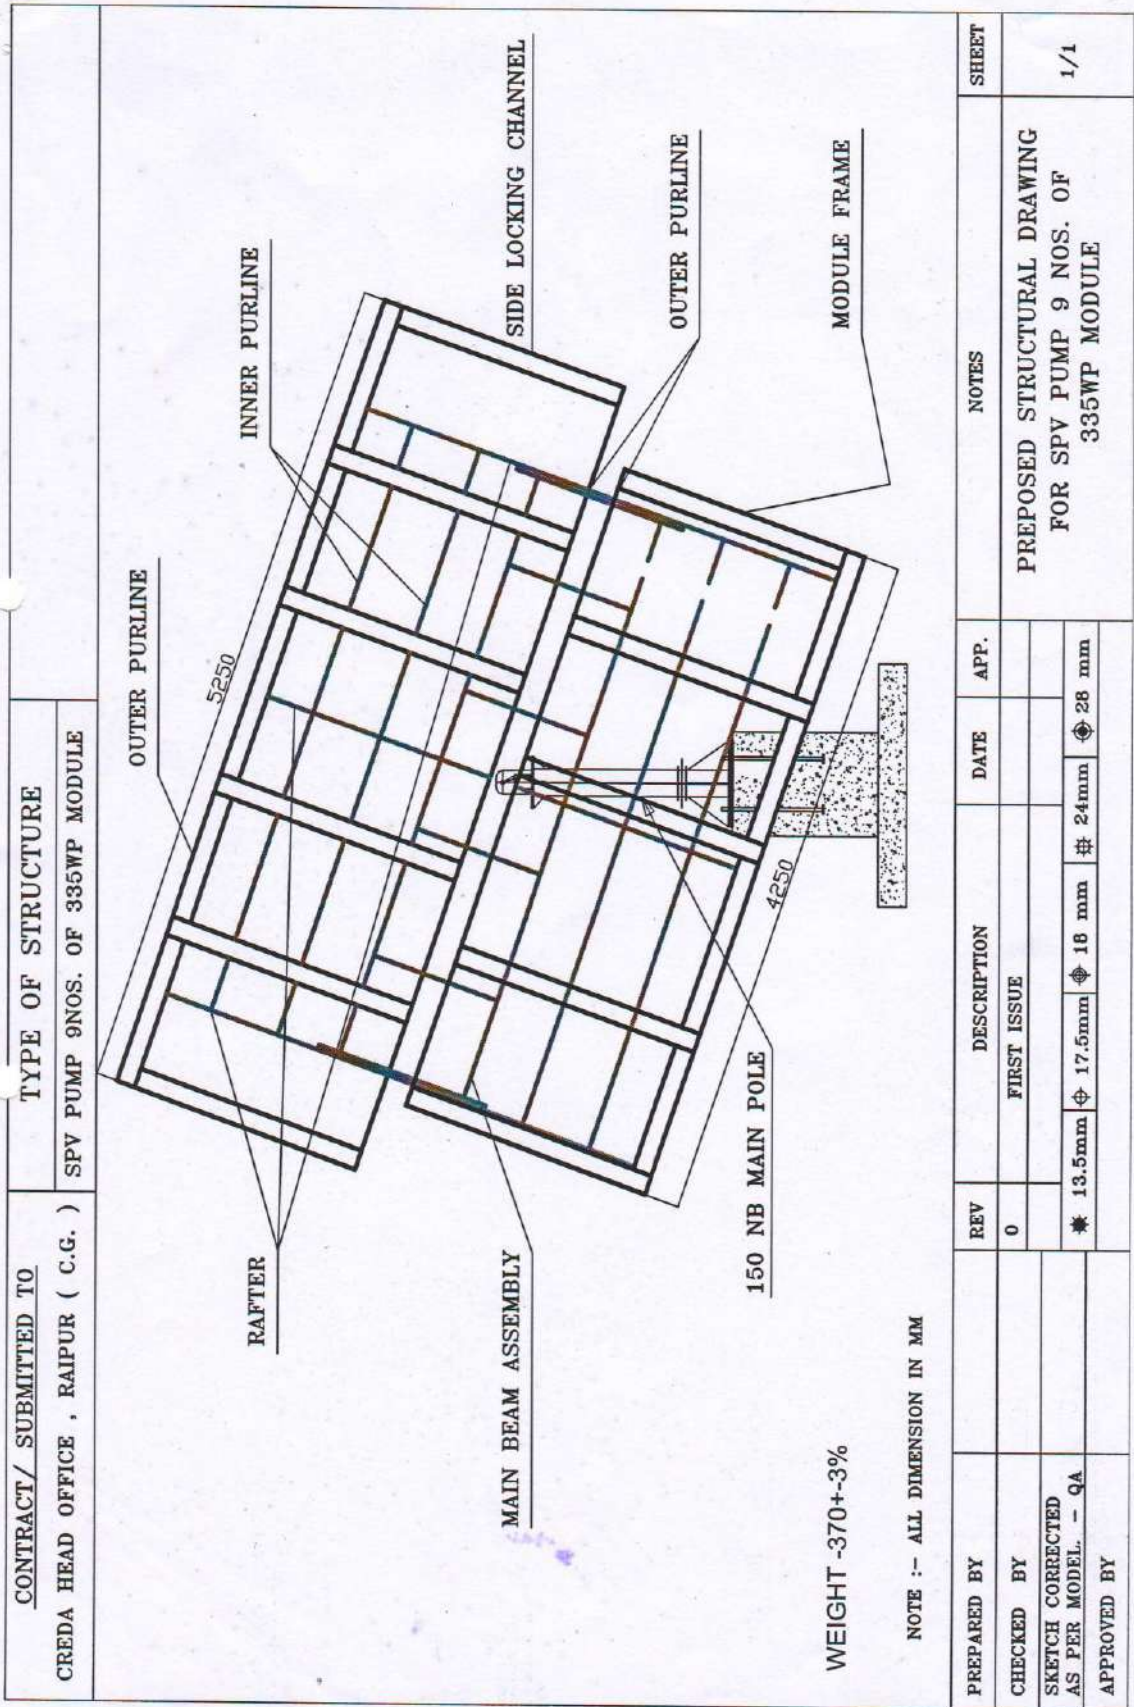 CONTRACT/ SUBMITTED TO
CREDA HEAD OFFICE , RAIPUR ( C.G. )
TYPE OF STRUCTURE
SPV PUMP 9NOS. OF 335WP MODULE
OUTER PURLINE
INNER PURLINE
5250
RAFTER
SIDE LOCKING CHANNEL
MAIN BEAM ASSEMBLY
OUTER PURLINE
150 NB MAIN POLE
4250
MODULE FRAME
WEIGHT -370+-3%
NOTE :- ALL DIMENSION IN MM
PREPARED BY
CHECKED BY
SKETCH CORRECTED
AS PER MODEL. - QA
APPROVED BY
REV DESCRIPTION DATE APP.
0 FIRST ISSUE
13.5mm 17.5mm 18 mm 24mm 28 mm
NOTES
PREPOSED STRUCTURAL DRAWING
FOR SPV PUMP 9 NOS. OF
335WP MODULE
SHEET
1/1